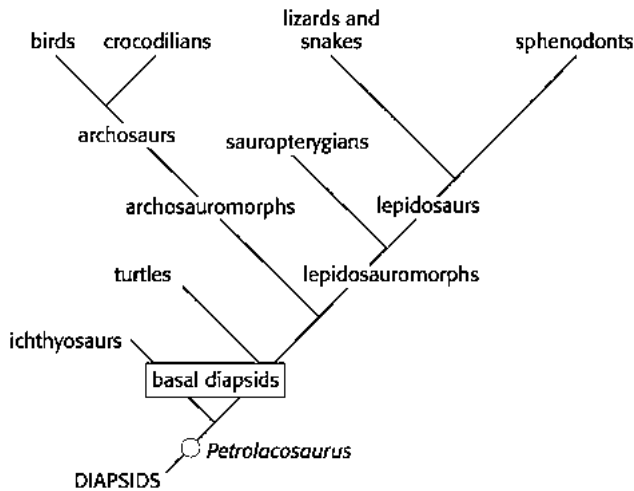 lizards and
snakes
birds
crocodilians
sphenodonts
archosaurs
sauropterygians
archosauromorphs
lepidosaurs
turtles
lepidosauromorphs
ichthyosaurs
basal diapsids
Petrolacosaurus
DIAPSIDS